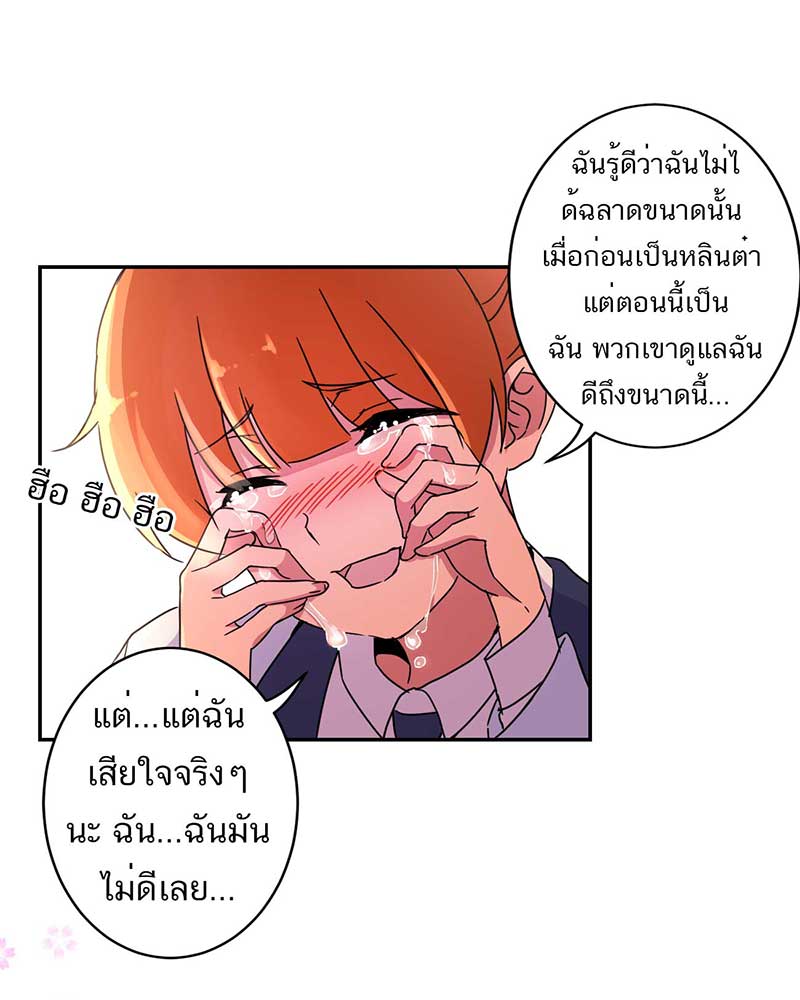 ฉันรู้ดีว่าฉันไม่ไ
ด้ฉลาดขนาดนั้น
เมื่อก่อนเป็นหลินต๋า
แต่ตอนนี้เป็น
ฉัน พวกเขาดูแลฉัน
ดีถึงขนาดนี้...
ฮือ ฮือ ฮือ
แต่...แต่ฉัน
เสียใจจริงๆ
นะ ฉัน...ฉันมัน
ไม่ดีเลย...